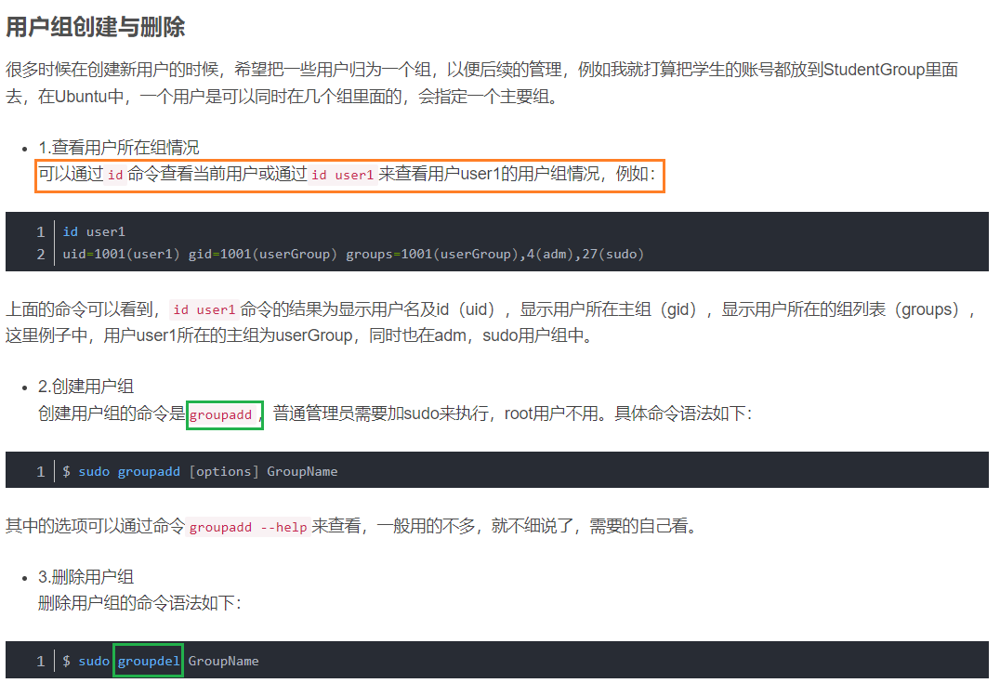 用户组创建与删除
很多时候在创建新用户的时候，希望把一些用户归为一个组，以便后续的管理，例如我就打算把学生的账号都放到StudentGroup里面
去，在Ubuntu中，一个用户是可以同时在几个组里面的，会指定一个主要组。
• 1.查看用户所在组情况
可以通过 id 命令查看当前用户或通过 id user1 来查看用户user1的用户组情况，例如：
1 id user1
2 uid=1001(user1) gid=1001(userGroup) groups=1001(userGroup),4(adm),27(sudo)
上面的命令可以看到， id user1 命令的结果为显示用户名及id（uid），显示用户所在主组（gid），显示用户所在的组列表（groups），
这里例子中，用户user1所在的主组为userGroup，同时也在adm，sudo用户组中。
• 2.创建用户组
创建用户组的命令是 groupadd ，普通管理员需要加sudo来执行，root用户不用。具体命令语法如下：
1 $ sudo groupadd [options] GroupName
其中的选项可以通过命令 groupadd --help 来查看，一般用的不多，就不细说了，需要的自己看。
• 3.删除用户组
删除用户组的命令语法如下：
1 $ sudo groupdel GroupName